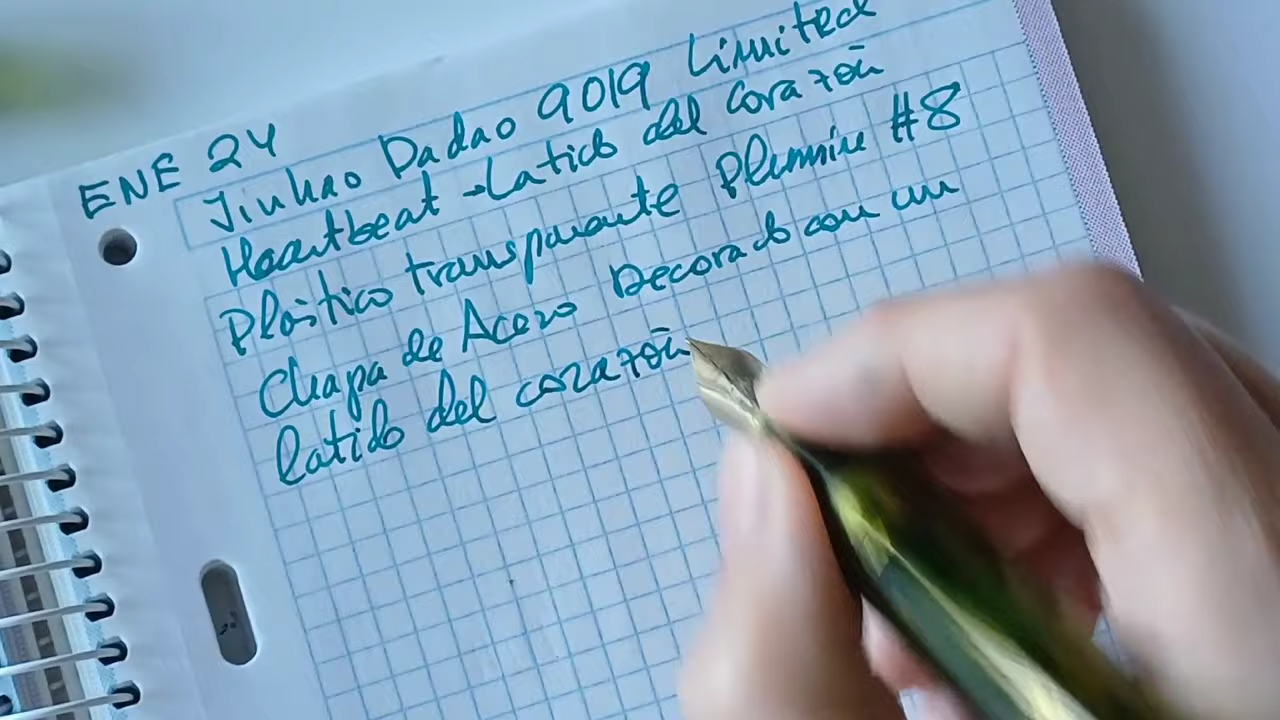 ENE 24
Jinhao Dadao 9019 Limited
Heartbeat - Latido del corazón
Plástico transparente Plumin #8
Chapa de Acero Decorado con un
latido del corazón